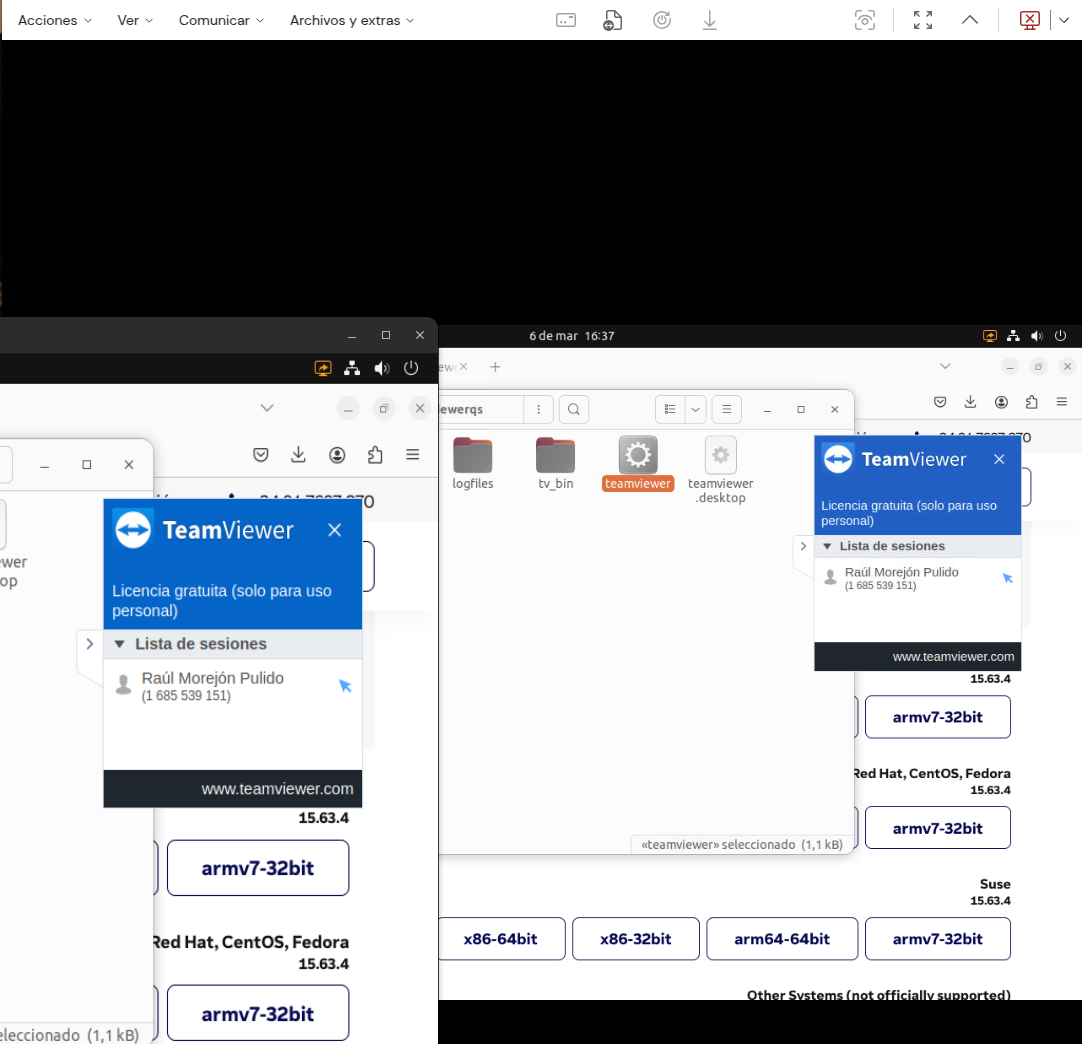 Acciones
Ver
Comunicar
Archivos y extras
6 de mar 16:37
ewerqs
logfiles
tv_bin
teamviewer
teamviewer
.desktop
TeamViewer
Licencia gratuita (solo para uso
personal)
Lista de sesiones
Raúl Morejón Pulido
(1 685 539 151)
www.teamviewer.com
15.63.4
armv7-32bit
Red Hat, CentOS, Fedora
15.63.4
armv7-32bit
«teamviewer» seleccionado (1,1 kB)
Suse
15.63.4
x86-64bit
x86-32bit
arm64-64bit
armv7-32bit
Other Systems (not officially supported)
wer
op
TeamViewer
Licencia gratuita (solo para uso
personal)
Lista de sesiones
Raúl Morejón Pulido
(1 685 539 151)
www.teamviewer.com
15.63.4
armv7-32bit
Red Hat, CentOS, Fedora
15.63.4
armv7-32bit
eleccionado (1,1 kB)